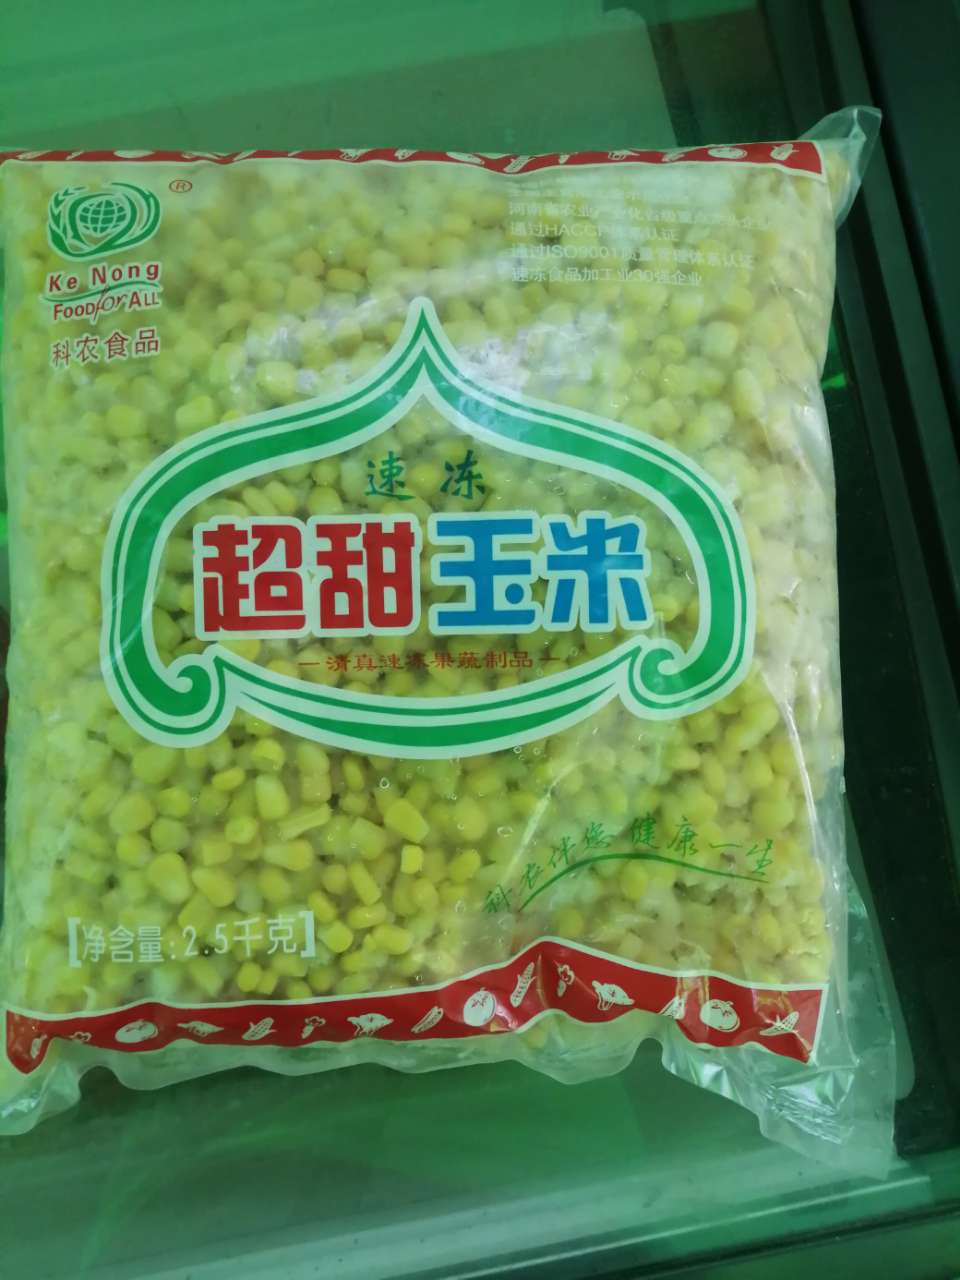 ®
Ke Nong
FOOD for ALL
科农食品
河南省农业产业化省级重点龙头企业
通过HACCP体系认证
通过ISO9001质量管理体系认证
速冻食品加工业30强企业
速冻
超甜玉米
—清真速冻果蔬制品—
科农伴您健康一生
[净含量:2.5千克]